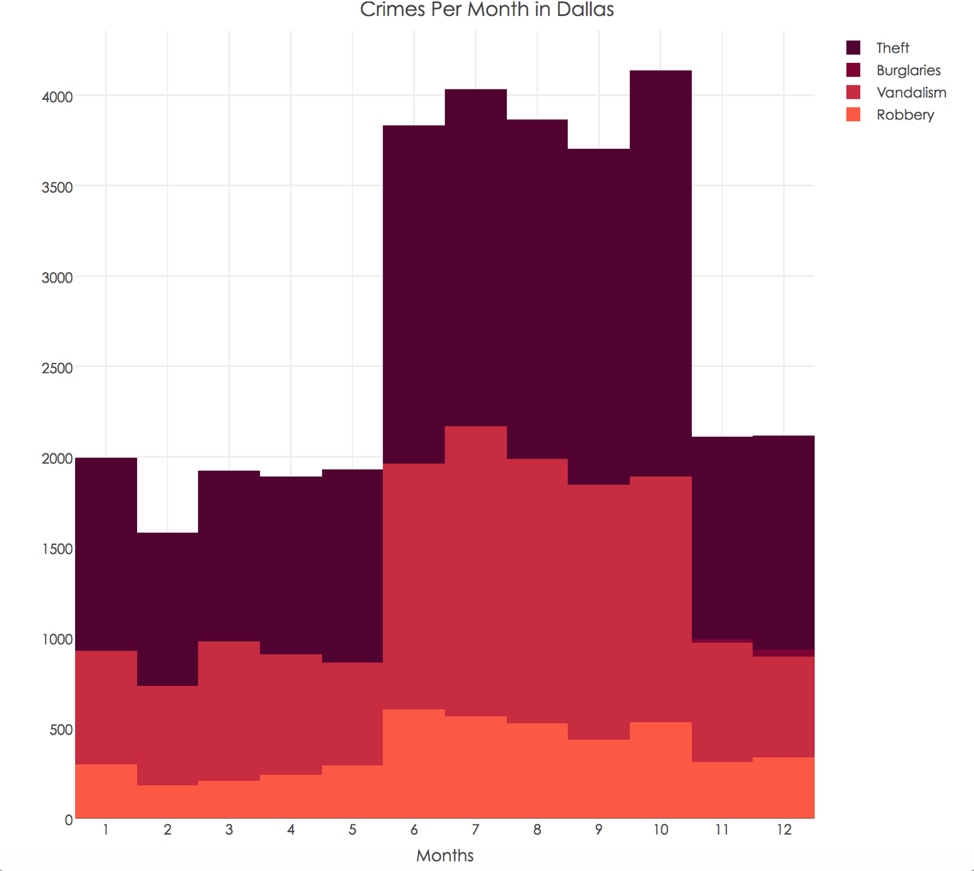 Crimes Per Month in Dallas
Theft
Burglaries
Vandalism
Robbery
4000
3500
3000
2500
2000
1500
1000
500
0
1 2 3 4 5 6 7 8 9 10 11 12
Months